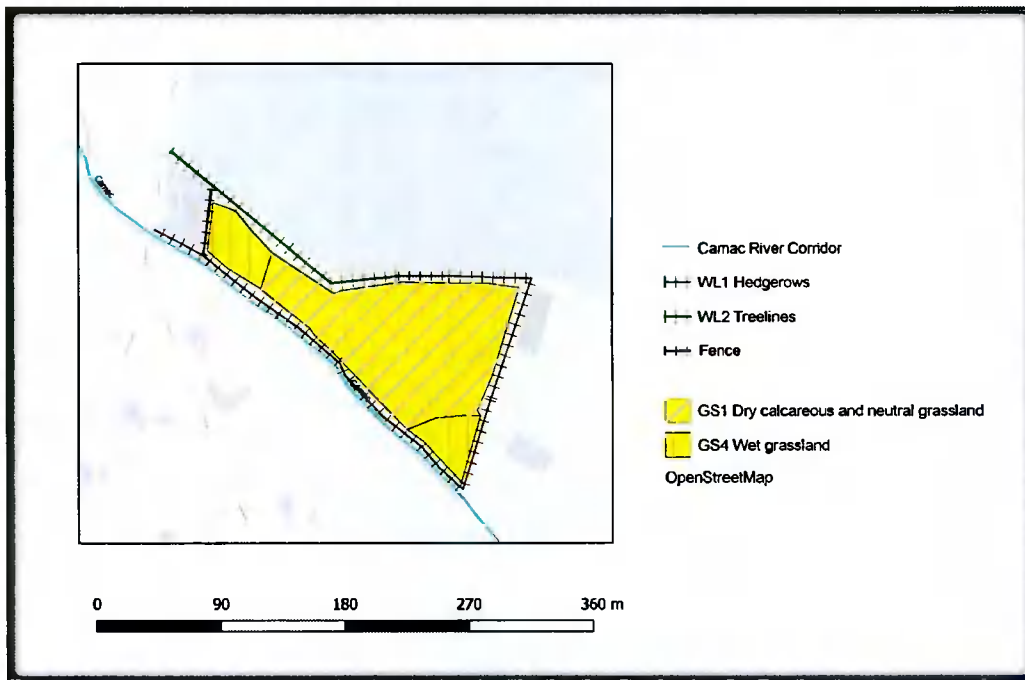 Camac
Camac River Corridor
WL1 Hedgerows
WL2 Treelines
Fence
GS1 Dry calcareous and neutral grassland
GS4 Wet grassland
OpenStreetMap
0 90 180 270 360 m